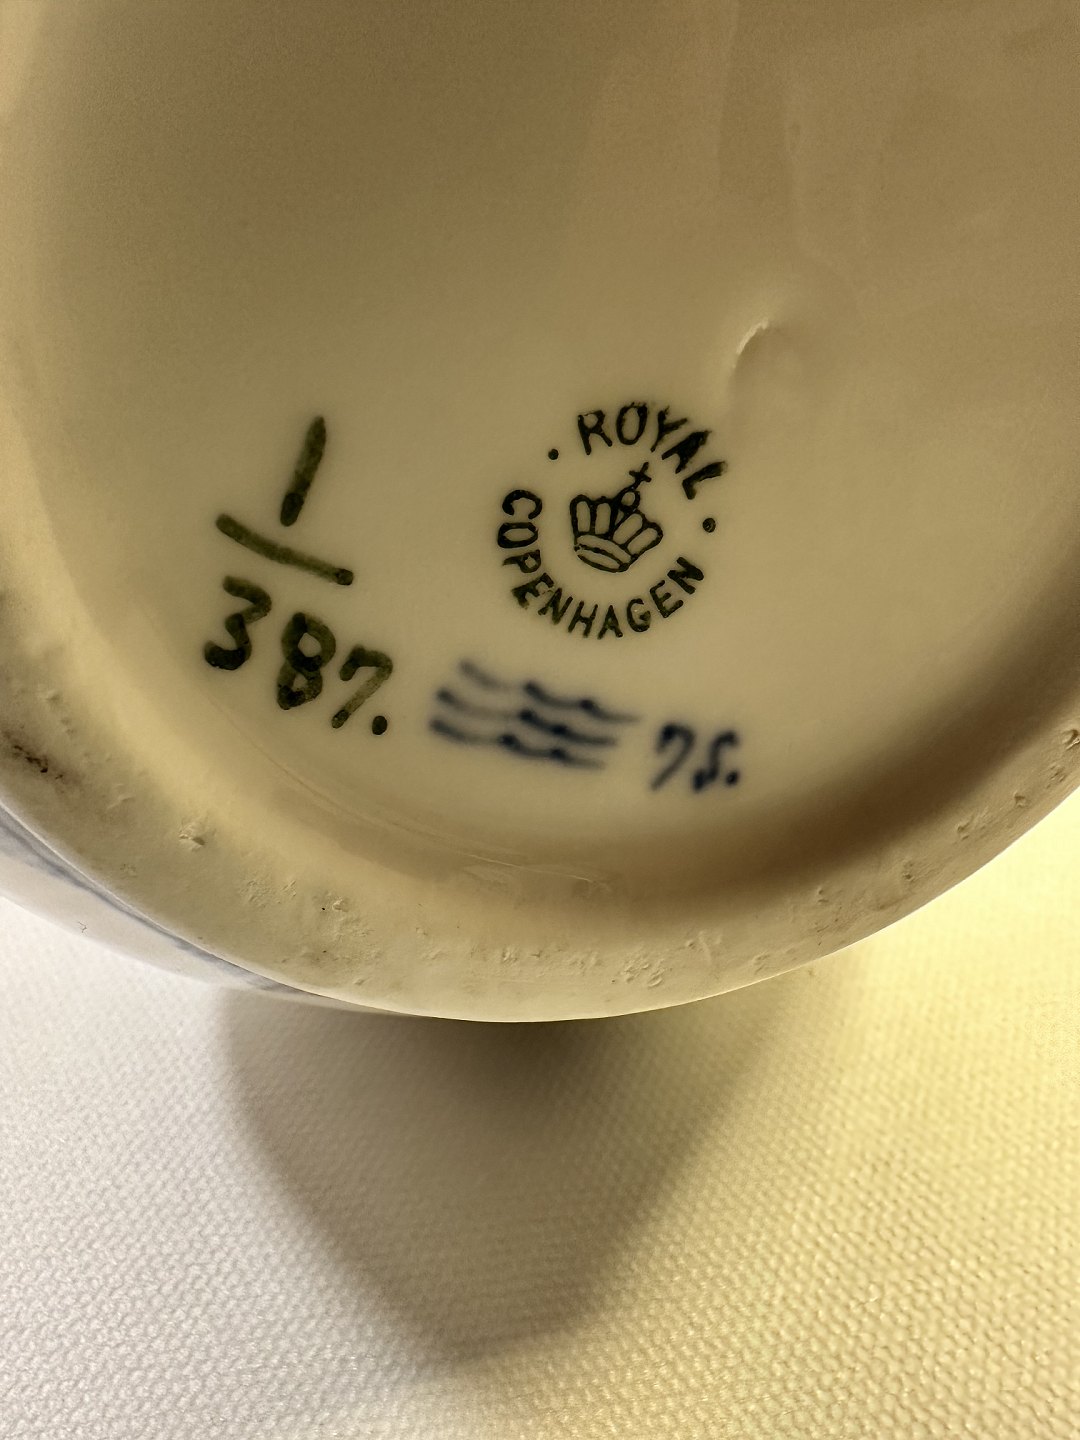 ROYAL
COPENHAGEN
1
387.
75.